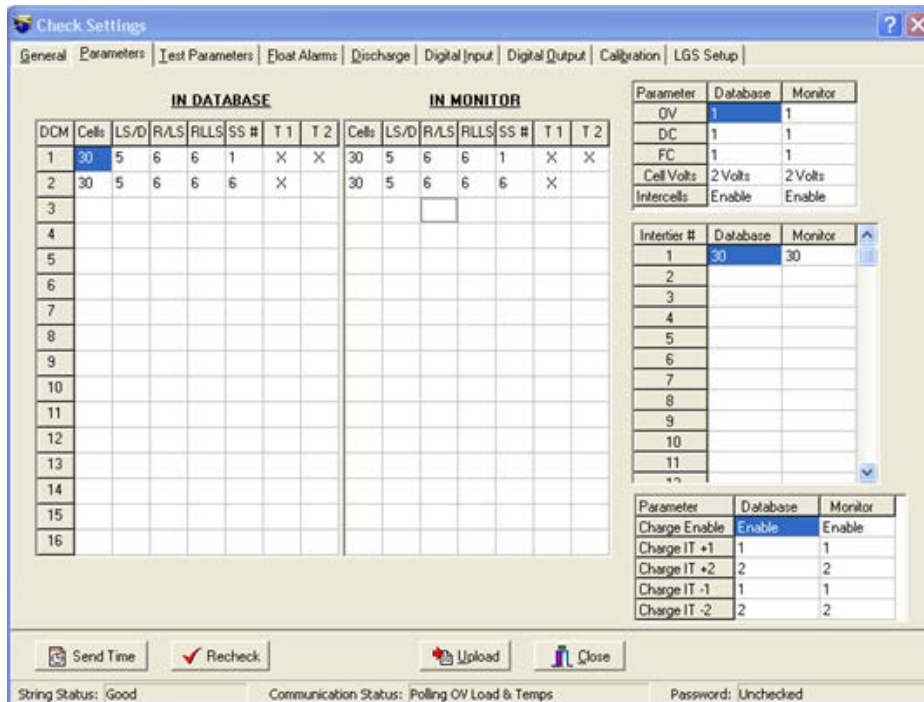 Check Settings
General Parameters Test Parameters Float Alarms Discharge Digital Input Digital Output Calibration LGS Setup
IN DATABASE IN MONITOR
DCM Cells LS/D R/LS RLLS SS # T 1 T 2 Cells LS/D R/LS RLLS SS # T 1 T 2
1 30 5 6 6 1 X X 30 5 6 6 1 X X
2 30 5 6 6 6 X 30 5 6 6 6 X
3
4
5
6
7
8
9
10
11
12
13
14
15
16
Parameter Database Monitor
OV 1 1
DC 1 1
FC 1 1
Cell Volts 2 Volts 2 Volts
Intercells Enable Enable
Intertier # Database Monitor
1 30 30
2
3
4
5
6
7
8
9
10
11
12
Parameter Database Monitor
Charge Enable Enable Enable
Charge IT +1 1 1
Charge IT +2 2 2
Charge IT -1 1 1
Charge IT -2 2 2
Send Time Recheck Upload Close
String Status: Good Communication Status: Polling OV Load & Temps Password: Unchecked